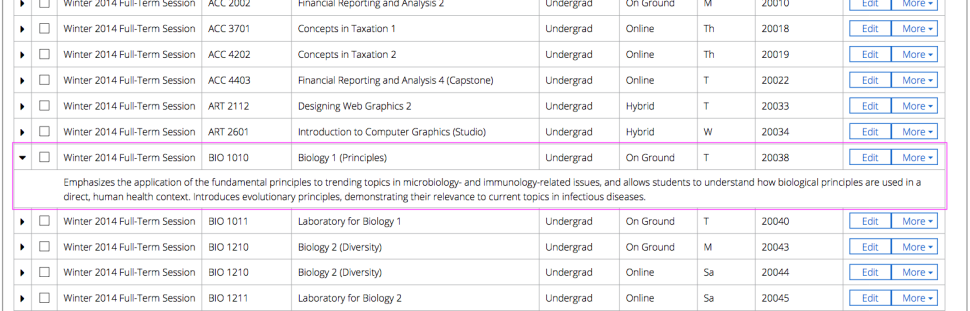 Winter 2014 Full-Term Session ACC 2002 Financial Reporting and Analysis 2 Undergrad On Ground M 20010 Edit More
Winter 2014 Full-Term Session ACC 3701 Concepts in Taxation 1 Undergrad Online Th 20018 Edit More
Winter 2014 Full-Term Session ACC 4202 Concepts in Taxation 2 Undergrad Online Th 20019 Edit More
Winter 2014 Full-Term Session ACC 4403 Financial Reporting and Analysis 4 (Capstone) Undergrad Online T 20022 Edit More
Winter 2014 Full-Term Session ART 2112 Designing Web Graphics 2 Undergrad Hybrid T 20033 Edit More
Winter 2014 Full-Term Session ART 2601 Introduction to Computer Graphics (Studio) Undergrad Hybrid W 20034 Edit More
Winter 2014 Full-Term Session BIO 1010 Biology 1 (Principles) Undergrad On Ground T 20038 Edit More
Emphasizes the application of the fundamental principles to trending topics in microbiology- and immunology-related issues, and allows students to understand how biological principles are used in a
direct, human health context. Introduces evolutionary principles, demonstrating their relevance to current topics in infectious diseases.
Winter 2014 Full-Term Session BIO 1011 Laboratory for Biology 1 Undergrad On Ground T 20040 Edit More
Winter 2014 Full-Term Session BIO 1210 Biology 2 (Diversity) Undergrad On Ground M 20043 Edit More
Winter 2014 Full-Term Session BIO 1210 Biology 2 (Diversity) Undergrad Online Sa 20044 Edit More
Winter 2014 Full-Term Session BIO 1211 Laboratory for Biology 2 Undergrad Online Sa 20045 Edit More